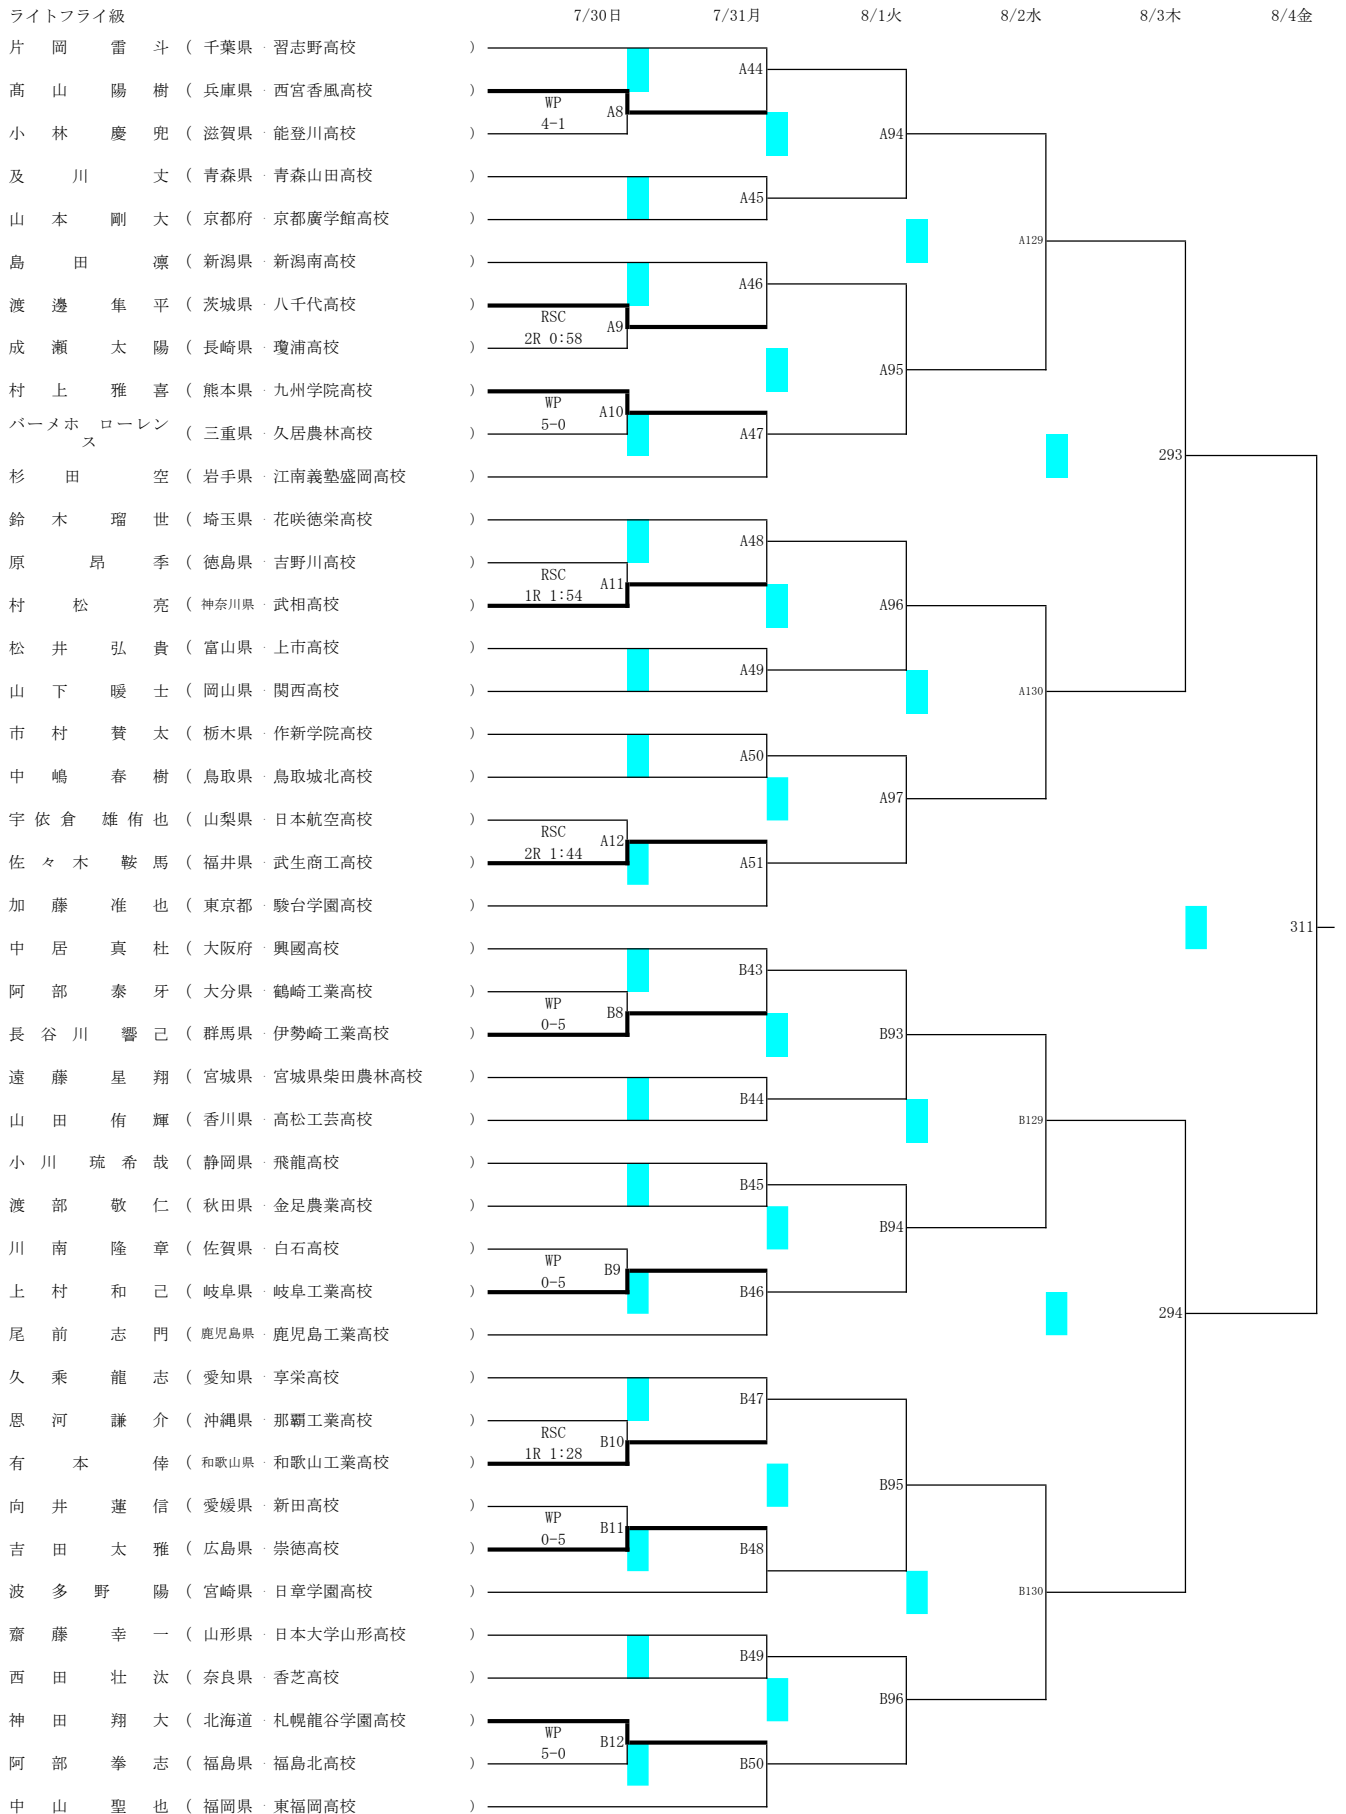 ライトフライ級 7/30日 7/31月 8/1火 8/2水 8/3木 8/4金
片岡 雷斗 ( 千葉県 · 習志野高校 )
A44
髙山 陽樹 ( 兵庫県 · 西宮香風高校 )
WP
4-1
A8
小林 慶兜 ( 滋賀県 · 能登川高校 )
A94
及川 丈 ( 青森県 · 青森山田高校 )
A45
山本 剛大 ( 京都府 · 京都廣学館高校 )
A129
島田 凛 ( 新潟県 · 新潟南高校 )
A46
渡邊 隼平 ( 茨城県 · 八千代高校 )
RSC
2R 0:58
A9
成瀬 太陽 ( 長崎県 · 瓊浦高校 )
A95
村上 雅喜 ( 熊本県 · 九州学院高校 )
WP
5-0
A10
バーメホ ローレン
ス
( 三重県 · 久居農林高校 )
A47
293
杉田 空 ( 岩手県 · 江南義塾盛岡高校 )
鈴木 瑠世 ( 埼玉県 · 花咲徳栄高校 )
A48
原 昂季 ( 徳島県 · 吉野川高校 )
RSC
1R 1:54
A11
村松 亮 ( 神奈川県 · 武相高校 )
A96
松井 弘貴 ( 富山県 · 上市高校 )
A49
山下 暖士 ( 岡山県 · 関西高校 )
A130
市村 賛太 ( 栃木県 · 作新学院高校 )
A50
中嶋 春樹 ( 鳥取県 · 鳥取城北高校 )
A97
宇依倉 雄侑也 ( 山梨県 · 日本航空高校 )
RSC
2R 1:44
A12
佐々木 鞍馬 ( 福井県 · 武生商工高校 )
A51
加藤 准也 ( 東京都 · 駿台学園高校 )
311
中居 真杜 ( 大阪府 · 興國高校 )
B43
阿部 泰牙 ( 大分県 · 鶴崎工業高校 )
WP
0-5
B8
長谷川 響己 ( 群馬県 · 伊勢崎工業高校 )
B93
遠藤 星翔 ( 宮城県 · 宮城県柴田農林高校 )
B44
山田 侑輝 ( 香川県 · 高松工芸高校 )
B129
小川 琉希哉 ( 静岡県 · 飛龍高校 )
B45
渡部 敬仁 ( 秋田県 · 金足農業高校 )
B94
川南 隆章 ( 佐賀県 · 白石高校 )
WP
0-5
B9
上村 和己 ( 岐阜県 · 岐阜工業高校 )
B46
294
尾前 志門 ( 鹿児島県 · 鹿児島工業高校 )
久乗 龍志 ( 愛知県 · 享栄高校 )
B47
恩河 謙介 ( 沖縄県 · 那覇工業高校 )
RSC
1R 1:28
B10
有本 倖 ( 和歌山県 · 和歌山工業高校 )
B95
向井 蓮信 ( 愛媛県 · 新田高校 )
WP
0-5
B11
吉田 太雅 ( 広島県 · 崇徳高校 )
B48
波多野 陽 ( 宮崎県 · 日章学園高校 )
B130
齋藤 幸一 ( 山形県 · 日本大学山形高校 )
B49
西田 壮汰 ( 奈良県 · 香芝高校 )
B96
神田 翔大 ( 北海道 · 札幌龍谷学園高校 )
WP
5-0
B12
阿部 拳志 ( 福島県 · 福島北高校 )
B50
中山 聖也 ( 福岡県 · 東福岡高校 )